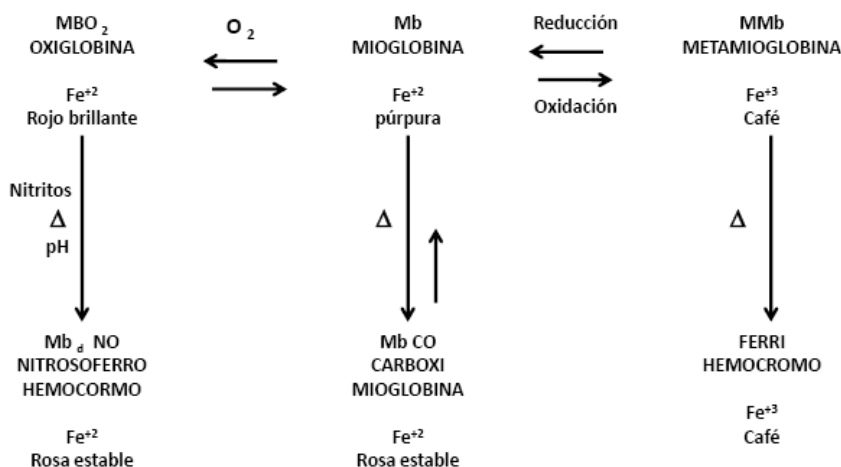 MBO 2
OXIGLOBINA
Fe+2
Rojo brillante
O 2
Mb
MIOGLOBINA
Fe+2
púrpura
Reducción
Oxidación
MMb
METAMIOGLOBINA
Fe+3
Café
Nitritos
Δ
pH
Δ
Δ
Mb d NO
NITROSOFERRO
HEMOCORMO
Fe+2
Rosa estable
Mb CO
CARBOXI
MIOGLOBINA
Fe+2
Rosa estable
FERRI
HEMOCROMO
Fe+3
Café